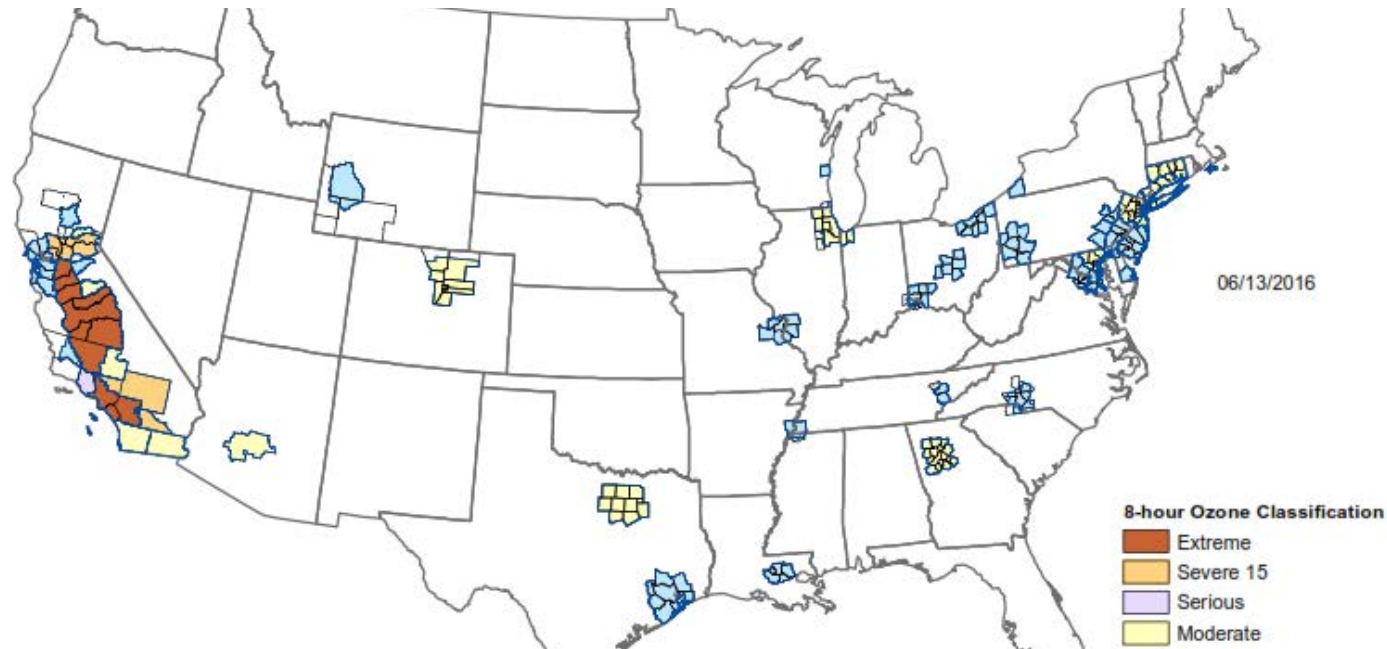 06/13/2016
8-hour Ozone Classification
Extreme
Severe 15
Serious
Moderate